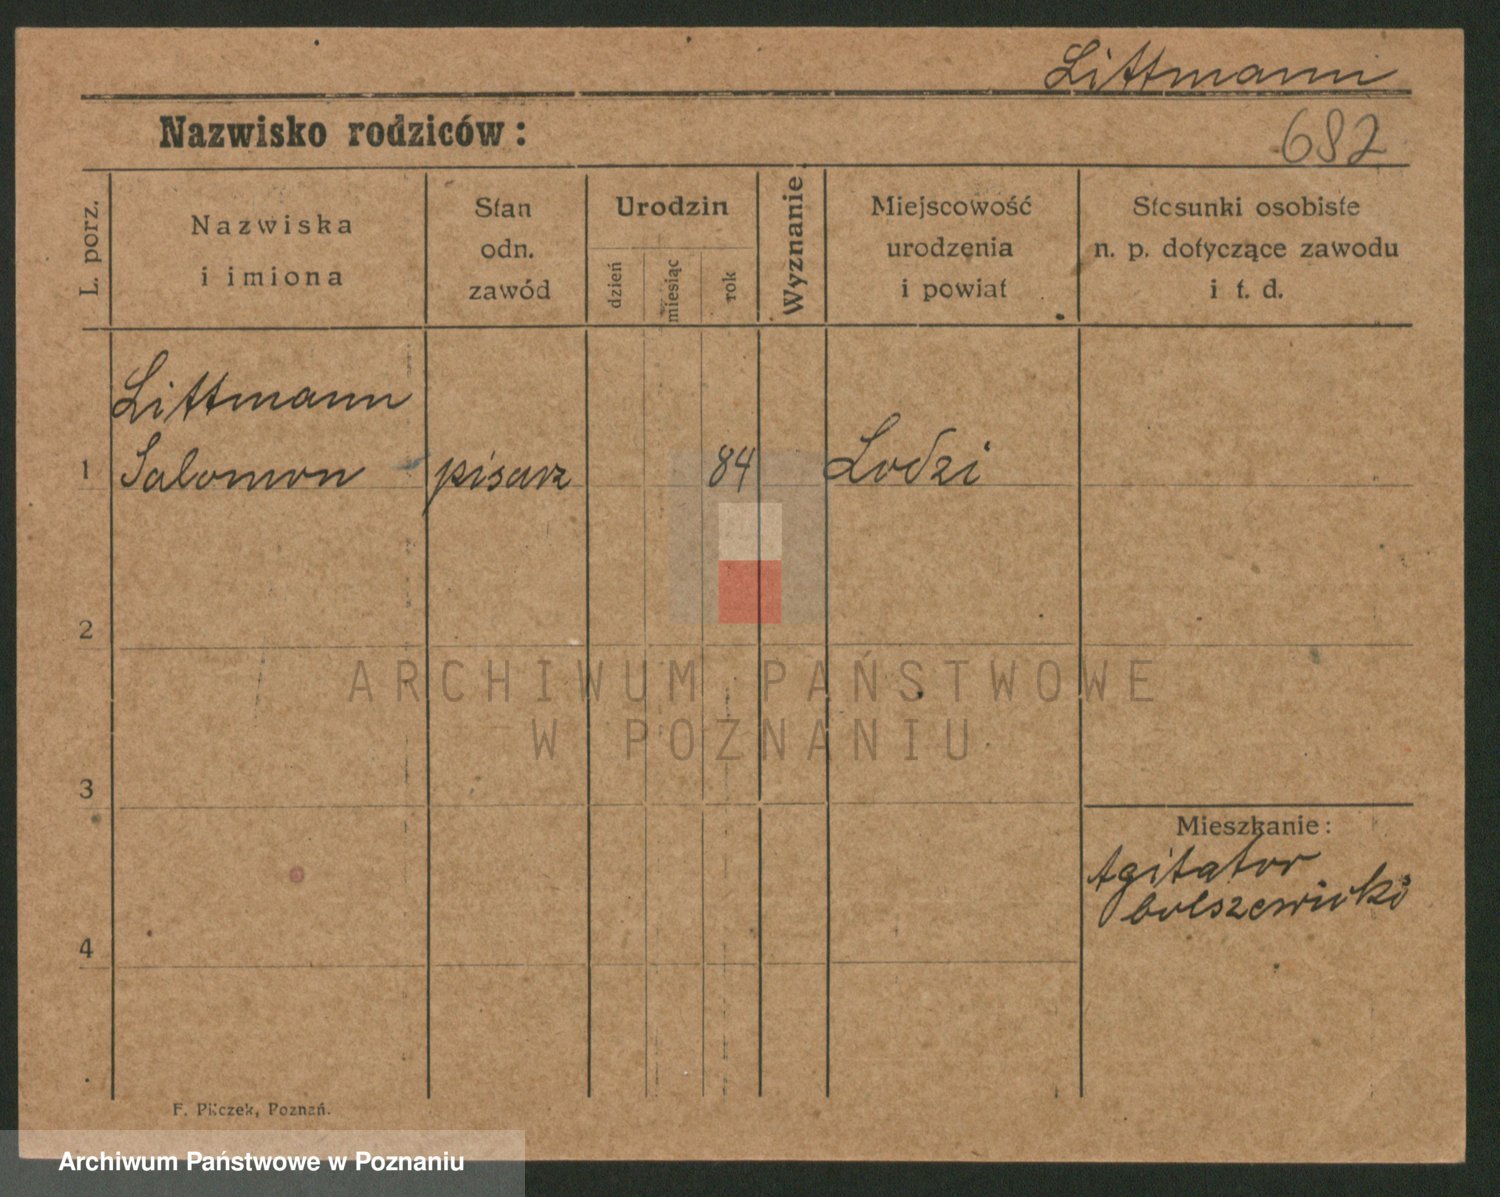 Littmann
Nazwisko rodziców:
682
L. porz.
Nazwiska
i imiona
Stan
odn.
zawód
Urodzin
dzień
miesiąc
rok
Wyznanie
Miejscowość
urodzenia
i powiat
Stosunki osobiste
n. p. dotyczące zawodu
i t. d.
Littmann
1 Salomon pisarz 84 Lodzi
2
ARCHIWUM PAŃSTWOWE
W POZNANIU
3
Mieszkanie:
Agitator
bolszewicki
4
F. Pilczek, Poznań.
Archiwum Państwowe w Poznaniu